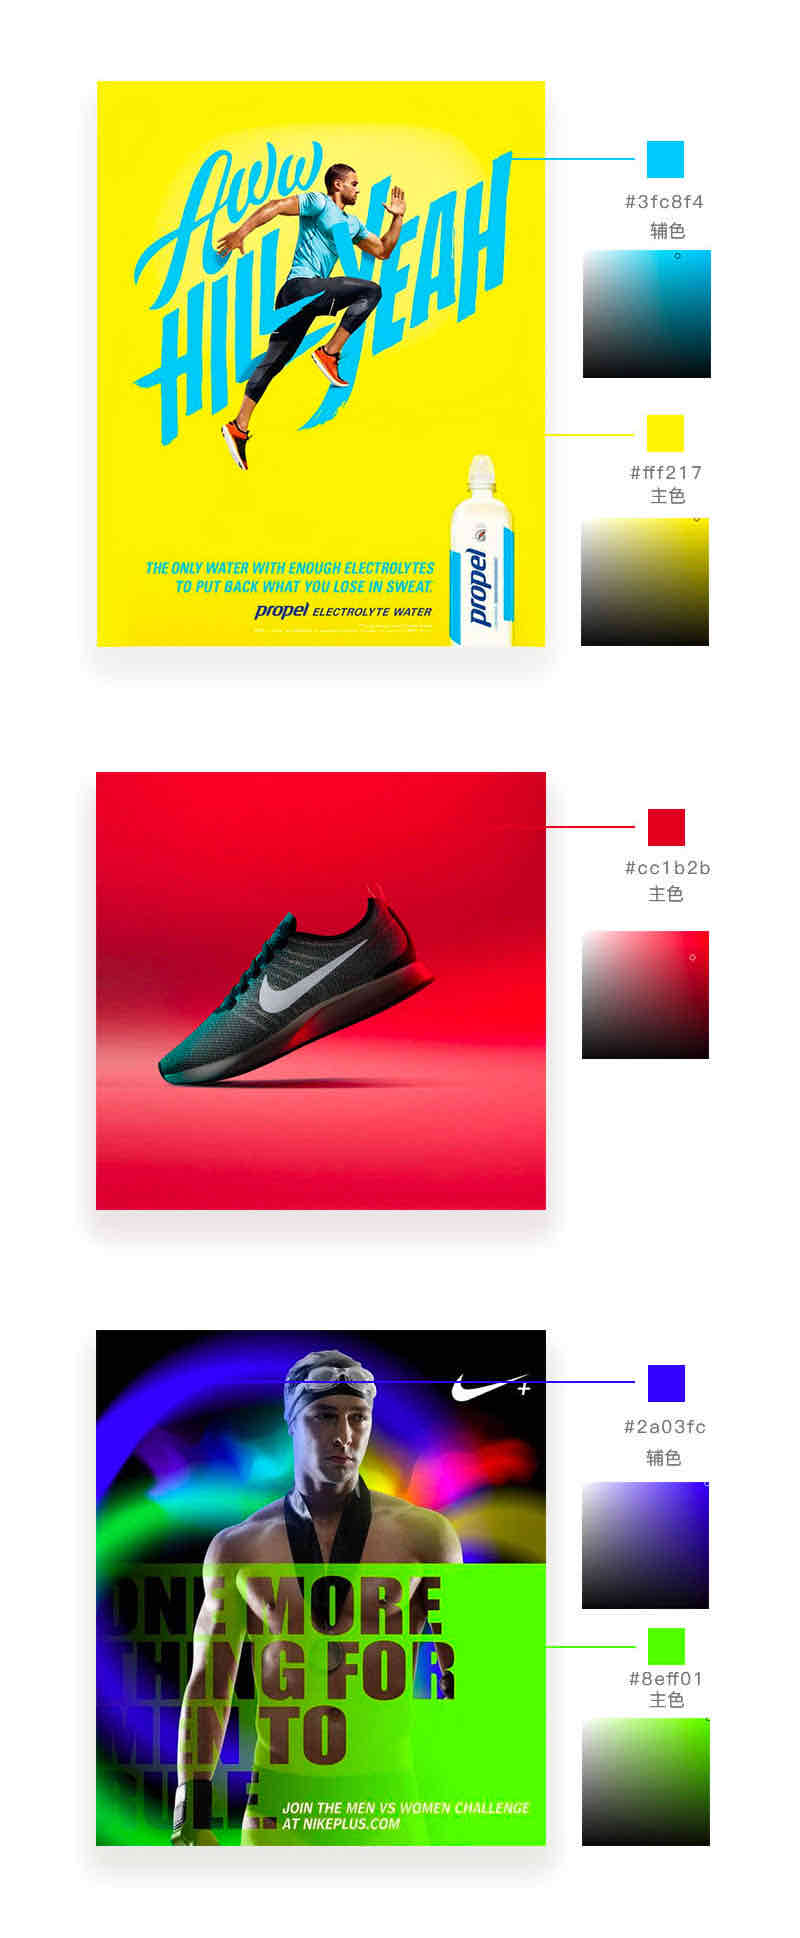 Aww
HILL YEAH
#3fc8f4
辅色
#fff217
主色
propel
THE ONLY WATER WITH ENOUGH ELECTROLYTES
TO PUT BACK WHAT YOU LOSE IN SWEAT.
propel ELECTROLYTE WATER
#cc1b2b
主色
#2a03fc
辅色
ONE MORE
THING FOR
MEN TO
RULE.
JOIN THE MEN VS WOMEN CHALLENGE
AT NIKEPLUS.COM
#8eff01
主色